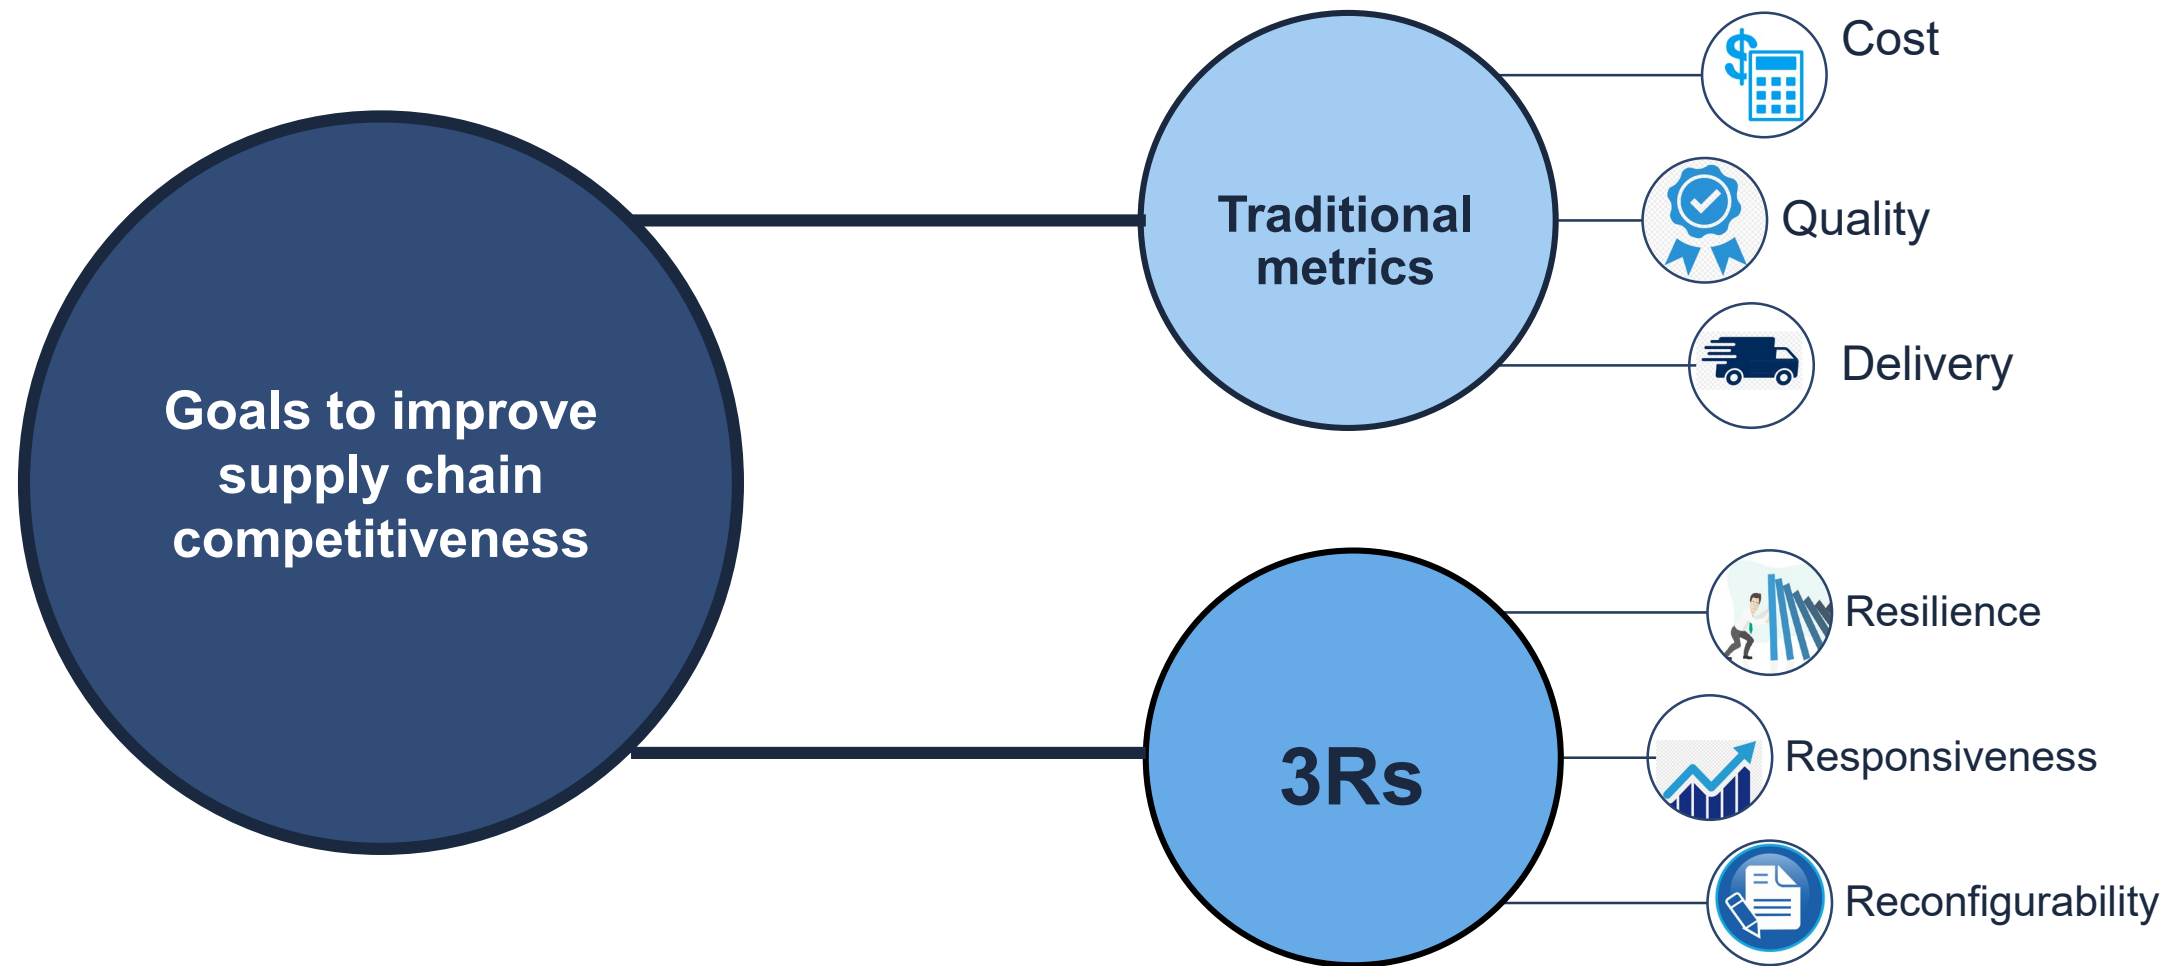 Goals to improve
supply chain
competitiveness
Traditional
metrics
Cost
Quality
Delivery
3Rs
Resilience
Responsiveness
Reconfigurability